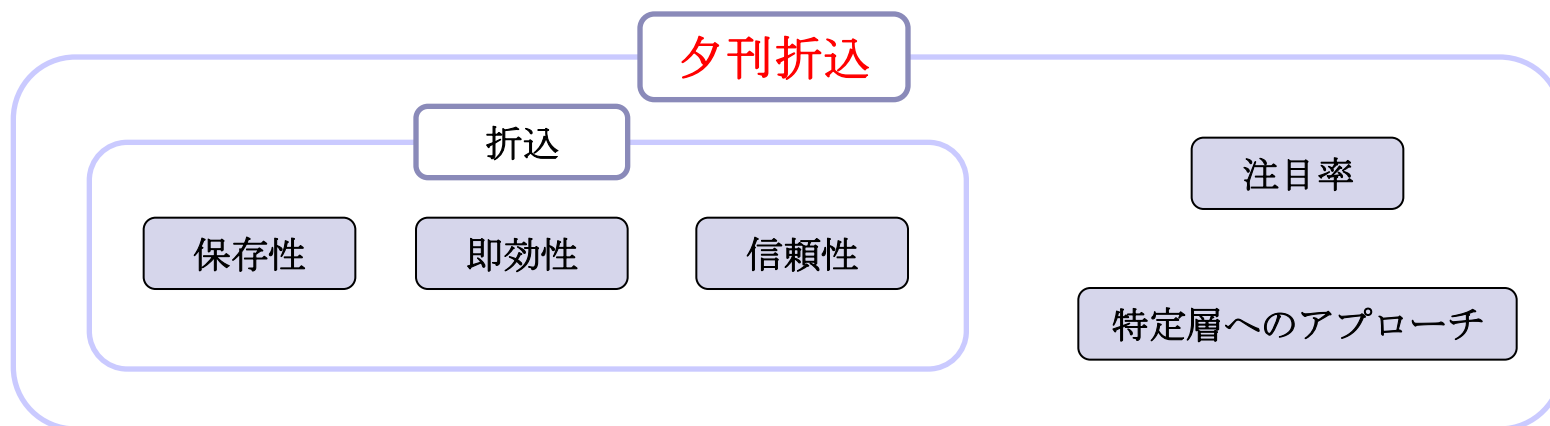 夕刊折込
折込
注目率
保存性
即効性
信頼性
特定層へのアプローチ